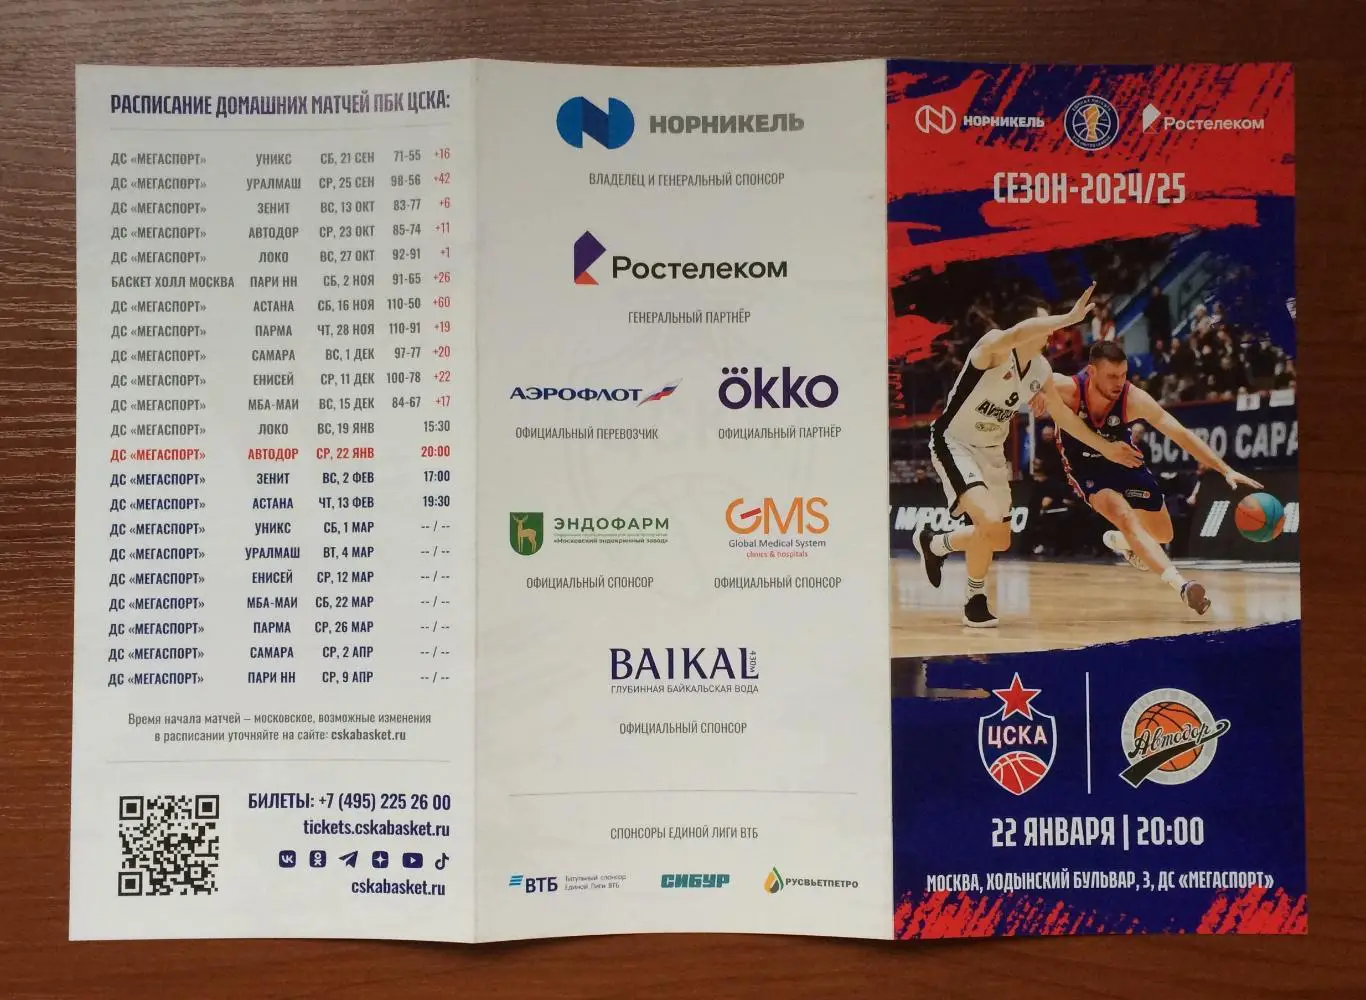 РАСПИСАНИЕ ДОМАШНИХ МАТЧЕЙ ПБК ЦСКА:
ДС «МЕГАСПОРТ» УНИКС СБ, 21 СЕН 71-55 +16
ДС «МЕГАСПОРТ» УРАЛМАШ СР, 25 СЕН 98-56 +42
ДС «МЕГАСПОРТ» ЗЕНИТ ВС, 13 ОКТ 83-77 +6
ДС «МЕГАСПОРТ» АВТОДОР СР, 23 ОКТ 85-74 +11
ДС «МЕГАСПОРТ» ЛОКО ВС, 27 ОКТ 92-91 +1
БАСКЕТ ХОЛЛ МОСКВА ПАРИ НН СБ, 2 НОЯ 91-65 +26
ДС «МЕГАСПОРТ» АСТАНА СБ, 16 НОЯ 110-50 +60
ДС «МЕГАСПОРТ» ПАРМА ЧТ, 28 НОЯ 110-91 +19
ДС «МЕГАСПОРТ» САМАРА ВС, 1 ДЕК 97-77 +20
ДС «МЕГАСПОРТ» ЕНИСЕЙ СР, 11 ДЕК 100-78 +22
ДС «МЕГАСПОРТ» МБА-МАИ ВС, 15 ДЕК 84-67 +17
ДС «МЕГАСПОРТ» ЛОКО ВС, 19 ЯНВ 15:30
ДС «МЕГАСПОРТ» АВТОДОР СР, 22 ЯНВ 20:00
ДС «МЕГАСПОРТ» ЗЕНИТ ВС, 2 ФЕВ 17:00
ДС «МЕГАСПОРТ» АСТАНА ЧТ, 13 ФЕВ 19:30
ДС «МЕГАСПОРТ» УНИКС СБ, 1 МАР -- / --
ДС «МЕГАСПОРТ» УРАЛМАШ ВТ, 4 МАР -- / --
ДС «МЕГАСПОРТ» ЕНИСЕЙ СР, 12 МАР -- / --
ДС «МЕГАСПОРТ» МБА-МАИ СБ, 22 МАР -- / --
ДС «МЕГАСПОРТ» ПАРМА СР, 26 МАР -- / --
ДС «МЕГАСПОРТ» САМАРА СР, 2 АПР -- / --
ДС «МЕГАСПОРТ» ПАРИ НН СР, 9 АПР -- / --
Время начала матчей – московское, возможные изменения
в расписании уточняйте на сайте: cskabasket.ru
БИЛЕТЫ: +7 (495) 225 26 00
tickets.cskabasket.ru
cskabasket.ru
НОРНИКЕЛЬ
ВЛАДЕЛЕЦ И ГЕНЕРАЛЬНЫЙ СПОНСОР
Ростелеком
ГЕНЕРАЛЬНЫЙ ПАРТНЁР
АЭРОФЛОТ ökko
ОФИЦИАЛЬНЫЙ ПЕРЕВОЗЧИК ОФИЦИАЛЬНЫЙ ПАРТНЁР
ЭНДОФАРМ GMS
«Московский эндокринный завод» Global Medical System
clinics & hospitals
ОФИЦИАЛЬНЫЙ СПОНСОР ОФИЦИАЛЬНЫЙ СПОНСОР
BAIKAL 430М
ГЛУБИННАЯ БАЙКАЛЬСКАЯ ВОДА
ОФИЦИАЛЬНЫЙ СПОНСОР
СПОНСОРЫ ЕДИНОЙ ЛИГИ ВТБ
ВТБ Титульный спонсор
Единой Лиги ВТБ
СИБУР
РУСВЬЕТПЕТРО
НОРНИКЕЛЬ Ростелеком
СЕЗОН-2024/25
9
ЛЬСТВО САРА
ЦСКА Автодор
22 ЯНВАРЯ | 20:00
МОСКВА, ХОДЫНСКИЙ БУЛЬВАР, 3, ДС «МЕГАСПОРТ»